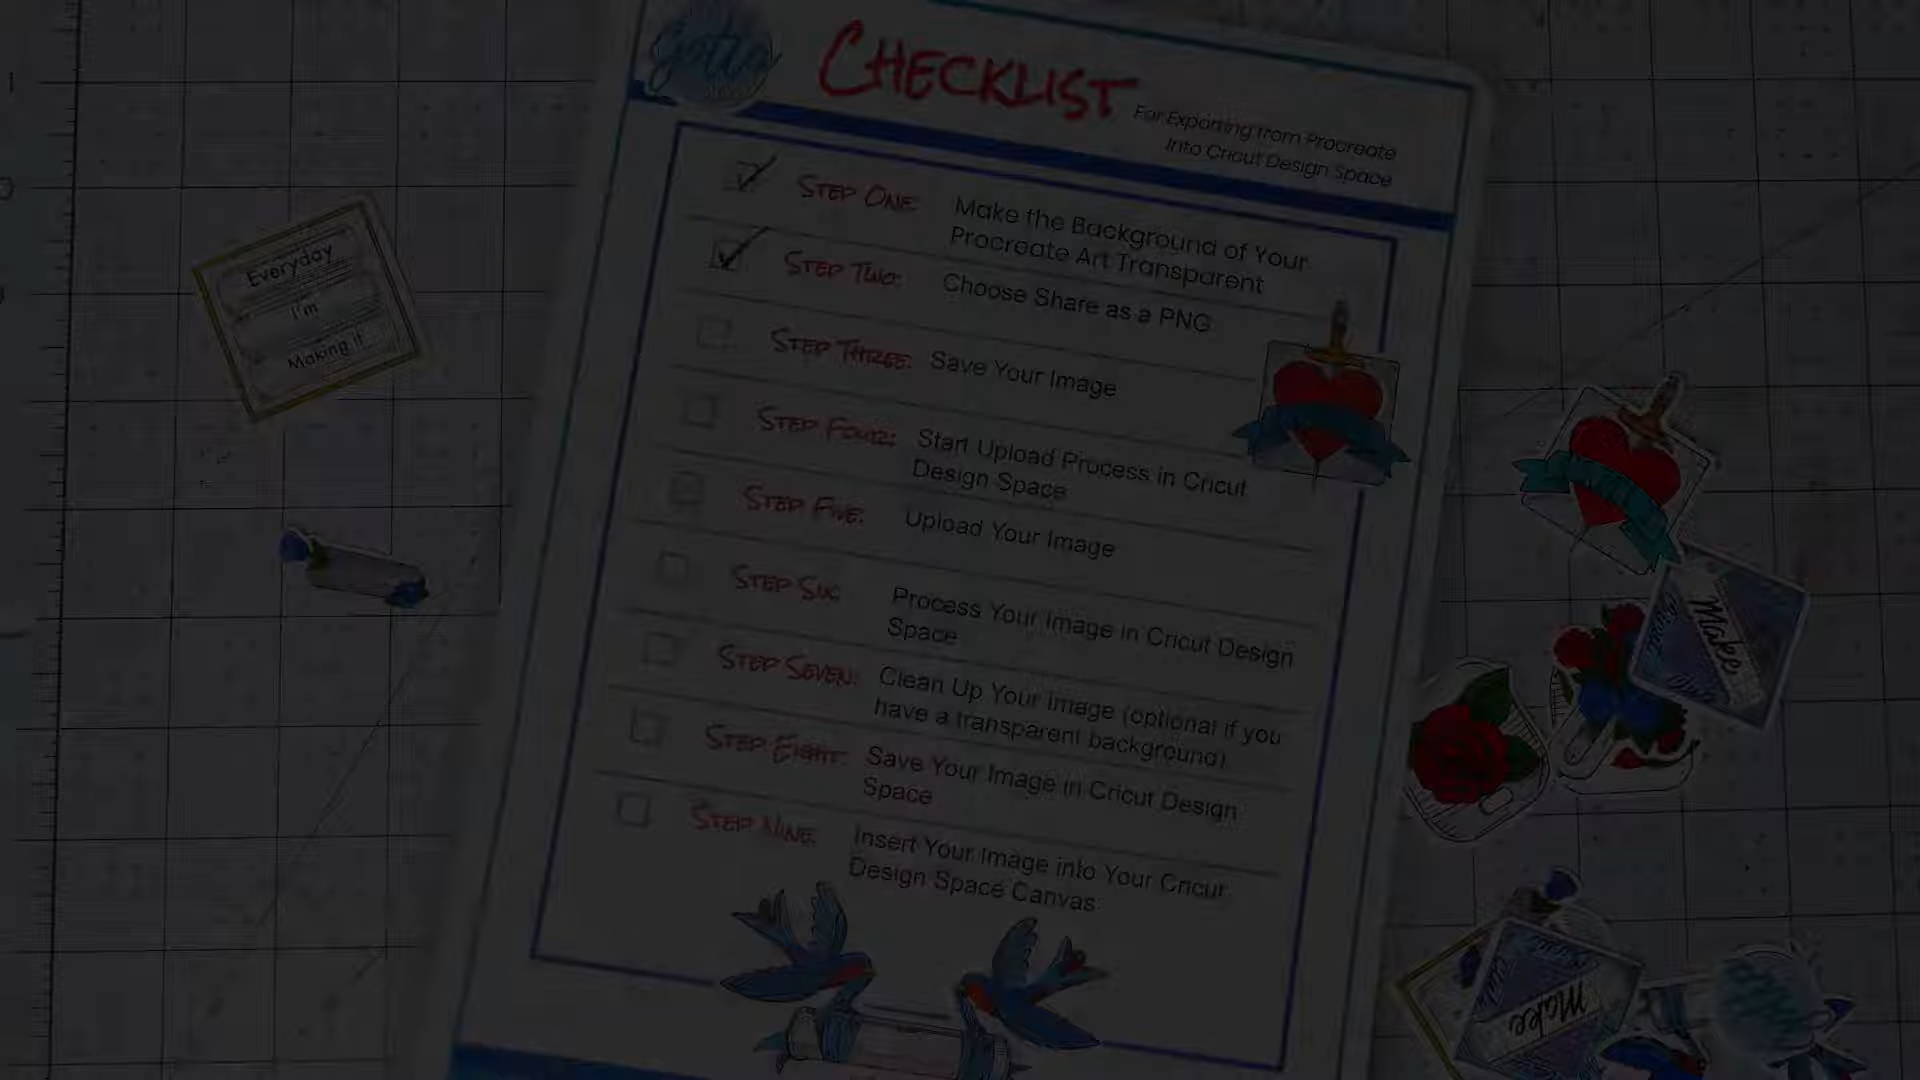 Gotta
CHECKLIST
For Exporting from Procreate
Into Cricut Design Space
STEP ONE: Make the Background of Your
Procreate Art Transparent
STEP TWO: Choose Share as a PNG
STEP THREE: Save Your Image
STEP FOUR: Start Upload Process in Cricut
Design Space
STEP FIVE: Upload Your Image
STEP SIX: Process Your Image in Cricut Design
Space
STEP SEVEN: Clean Up Your Image (optional if you
have a transparent background).
STEP EIGHT: Save Your Image in Cricut Design
Space
STEP NINE: Insert Your Image into Your Cricut
Design Space Canvas
Everyday
I'm
Making it
Make
Make